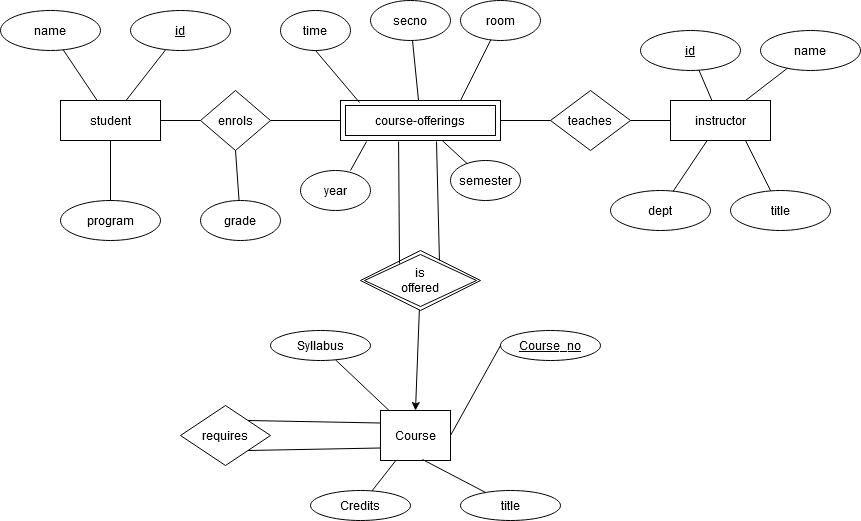 name
id
time
secno
room
id
name
student
enrols
course-offerings
teaches
instructor
year
semester
program
grade
dept
title
is
offered
Syllabus
Course_no
requires
Course
Credits
title